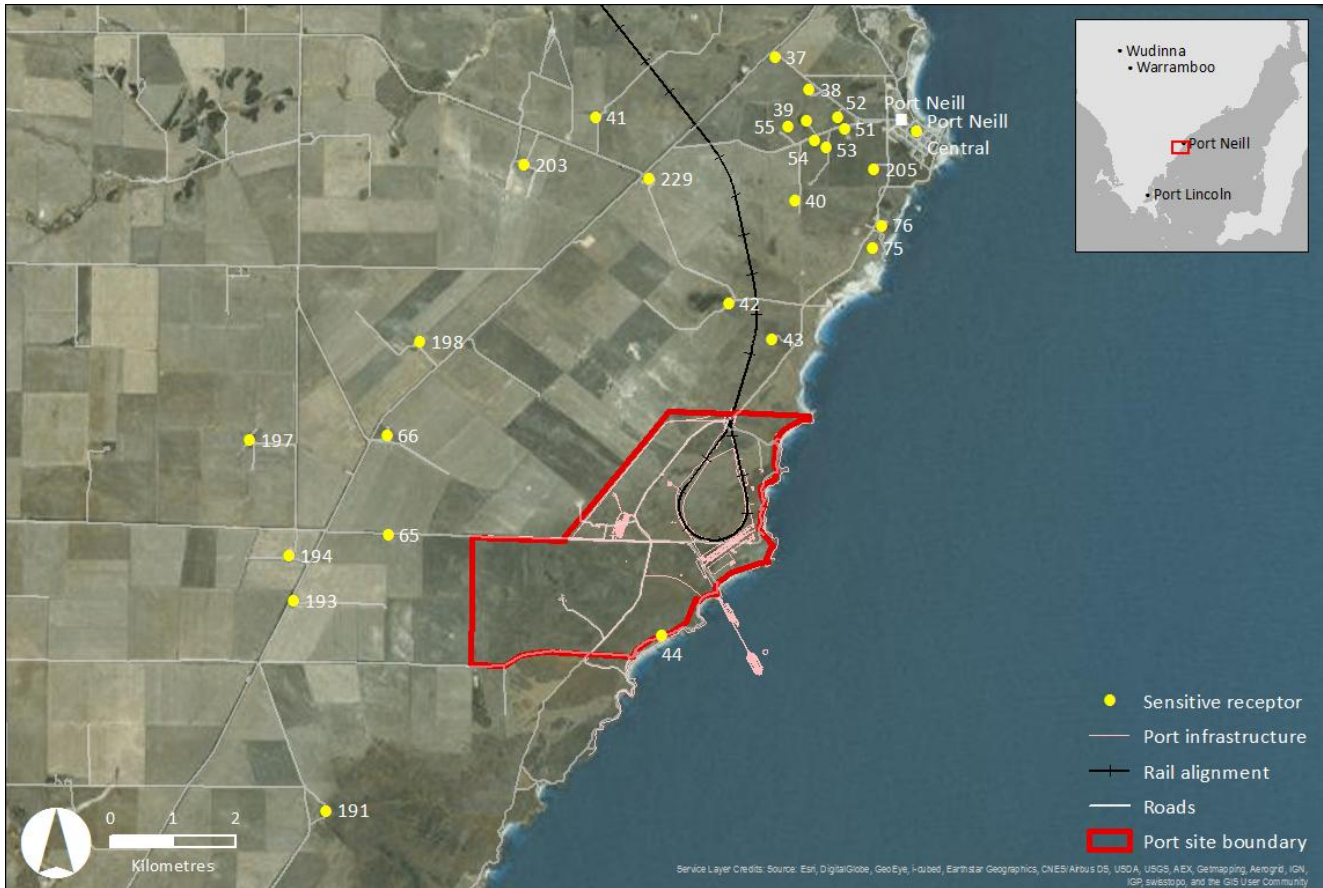 Wudinna
Warramboo
Port Neill
Port Lincoln
37
38
41
39
52
Port Neill
55
51
Port Neill
Central
54
53
203
229
205
40
76
75
42
43
198
197
66
65
194
193
44
191
Sensitive receptor
Port infrastructure
Rail alignment
Roads
Port site boundary
0 1 2
Kilometres
Service Layer Credits: Source: Esri, DigitalGlobe, GeoEye, i-cubed, Earthstar Geographics, CNES/Airbus DS, USDA, USGS, AEX, Getmapping, Aerogrid, IGN,
IGP, swisstopo, and the GIS User Community